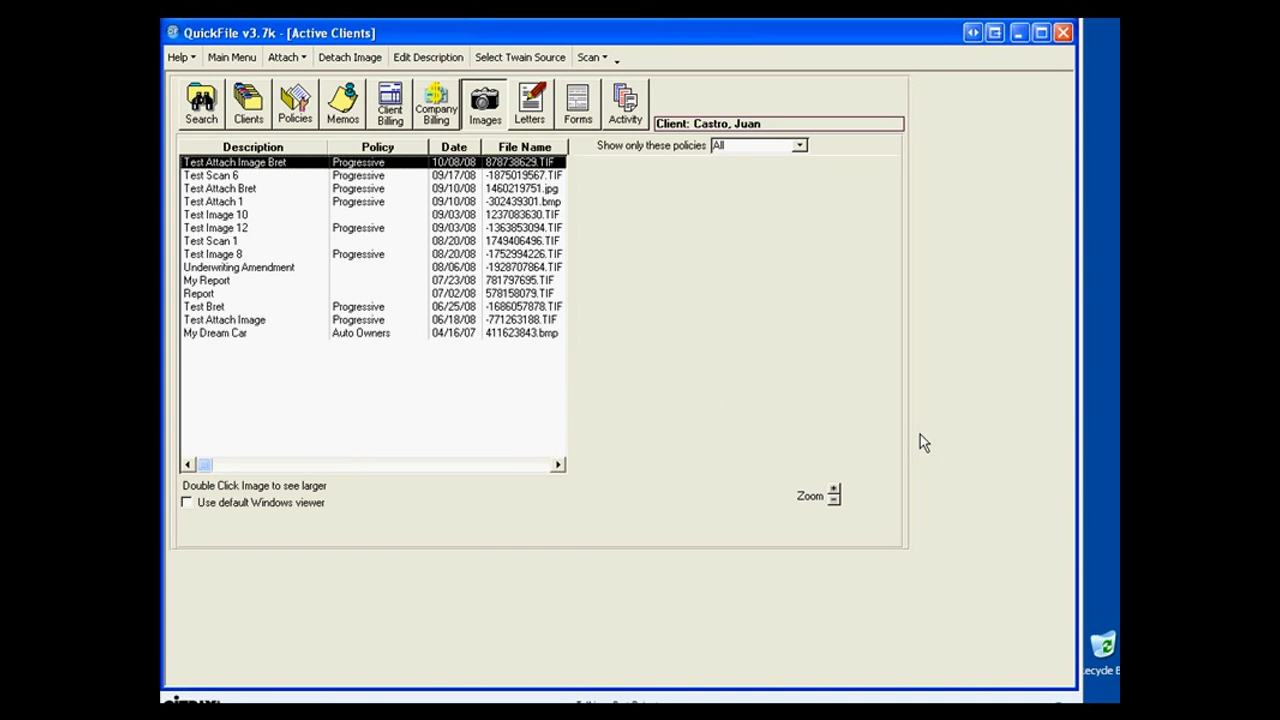 QuickFile v3.7k - [Active Clients]
Help Main Menu Attach Detach Image Edit Description Select Twain Source Scan
Search Clients Policies Memos Client Billing Company Billing Images Letters Forms Activity
Client: Castro, Juan
Show only these policies All
Description Policy Date File Name
Test Attach Image Bret Progressive 10/08/08 878738629.TIF
Test Scan 6 Progressive 09/17/08 -1875019567.TIF
Test Attach Bret Progressive 09/10/08 1460219751.jpg
Test Attach 1 Progressive 09/10/08 -302439301.bmp
Test Image 10 09/03/08 1237083630.TIF
Test Image 12 Progressive 09/03/08 -1363853094.TIF
Test Scan 1 08/20/08 1749406496.TIF
Test Image 8 Progressive 08/20/08 -1752994226.TIF
Underwriting Amendment 08/06/08 -1928707864.TIF
My Report 07/23/08 781797695.TIF
Report 07/02/08 578158079.TIF
Test Bret Progressive 06/25/08 -1686057878.TIF
Test Attach Image Progressive 06/18/08 -771263188.TIF
My Dream Car Auto Owners 04/16/07 411623843.bmp
Double Click Image to see larger
Use default Windows viewer
Zoom
ecycle B
CITRIX